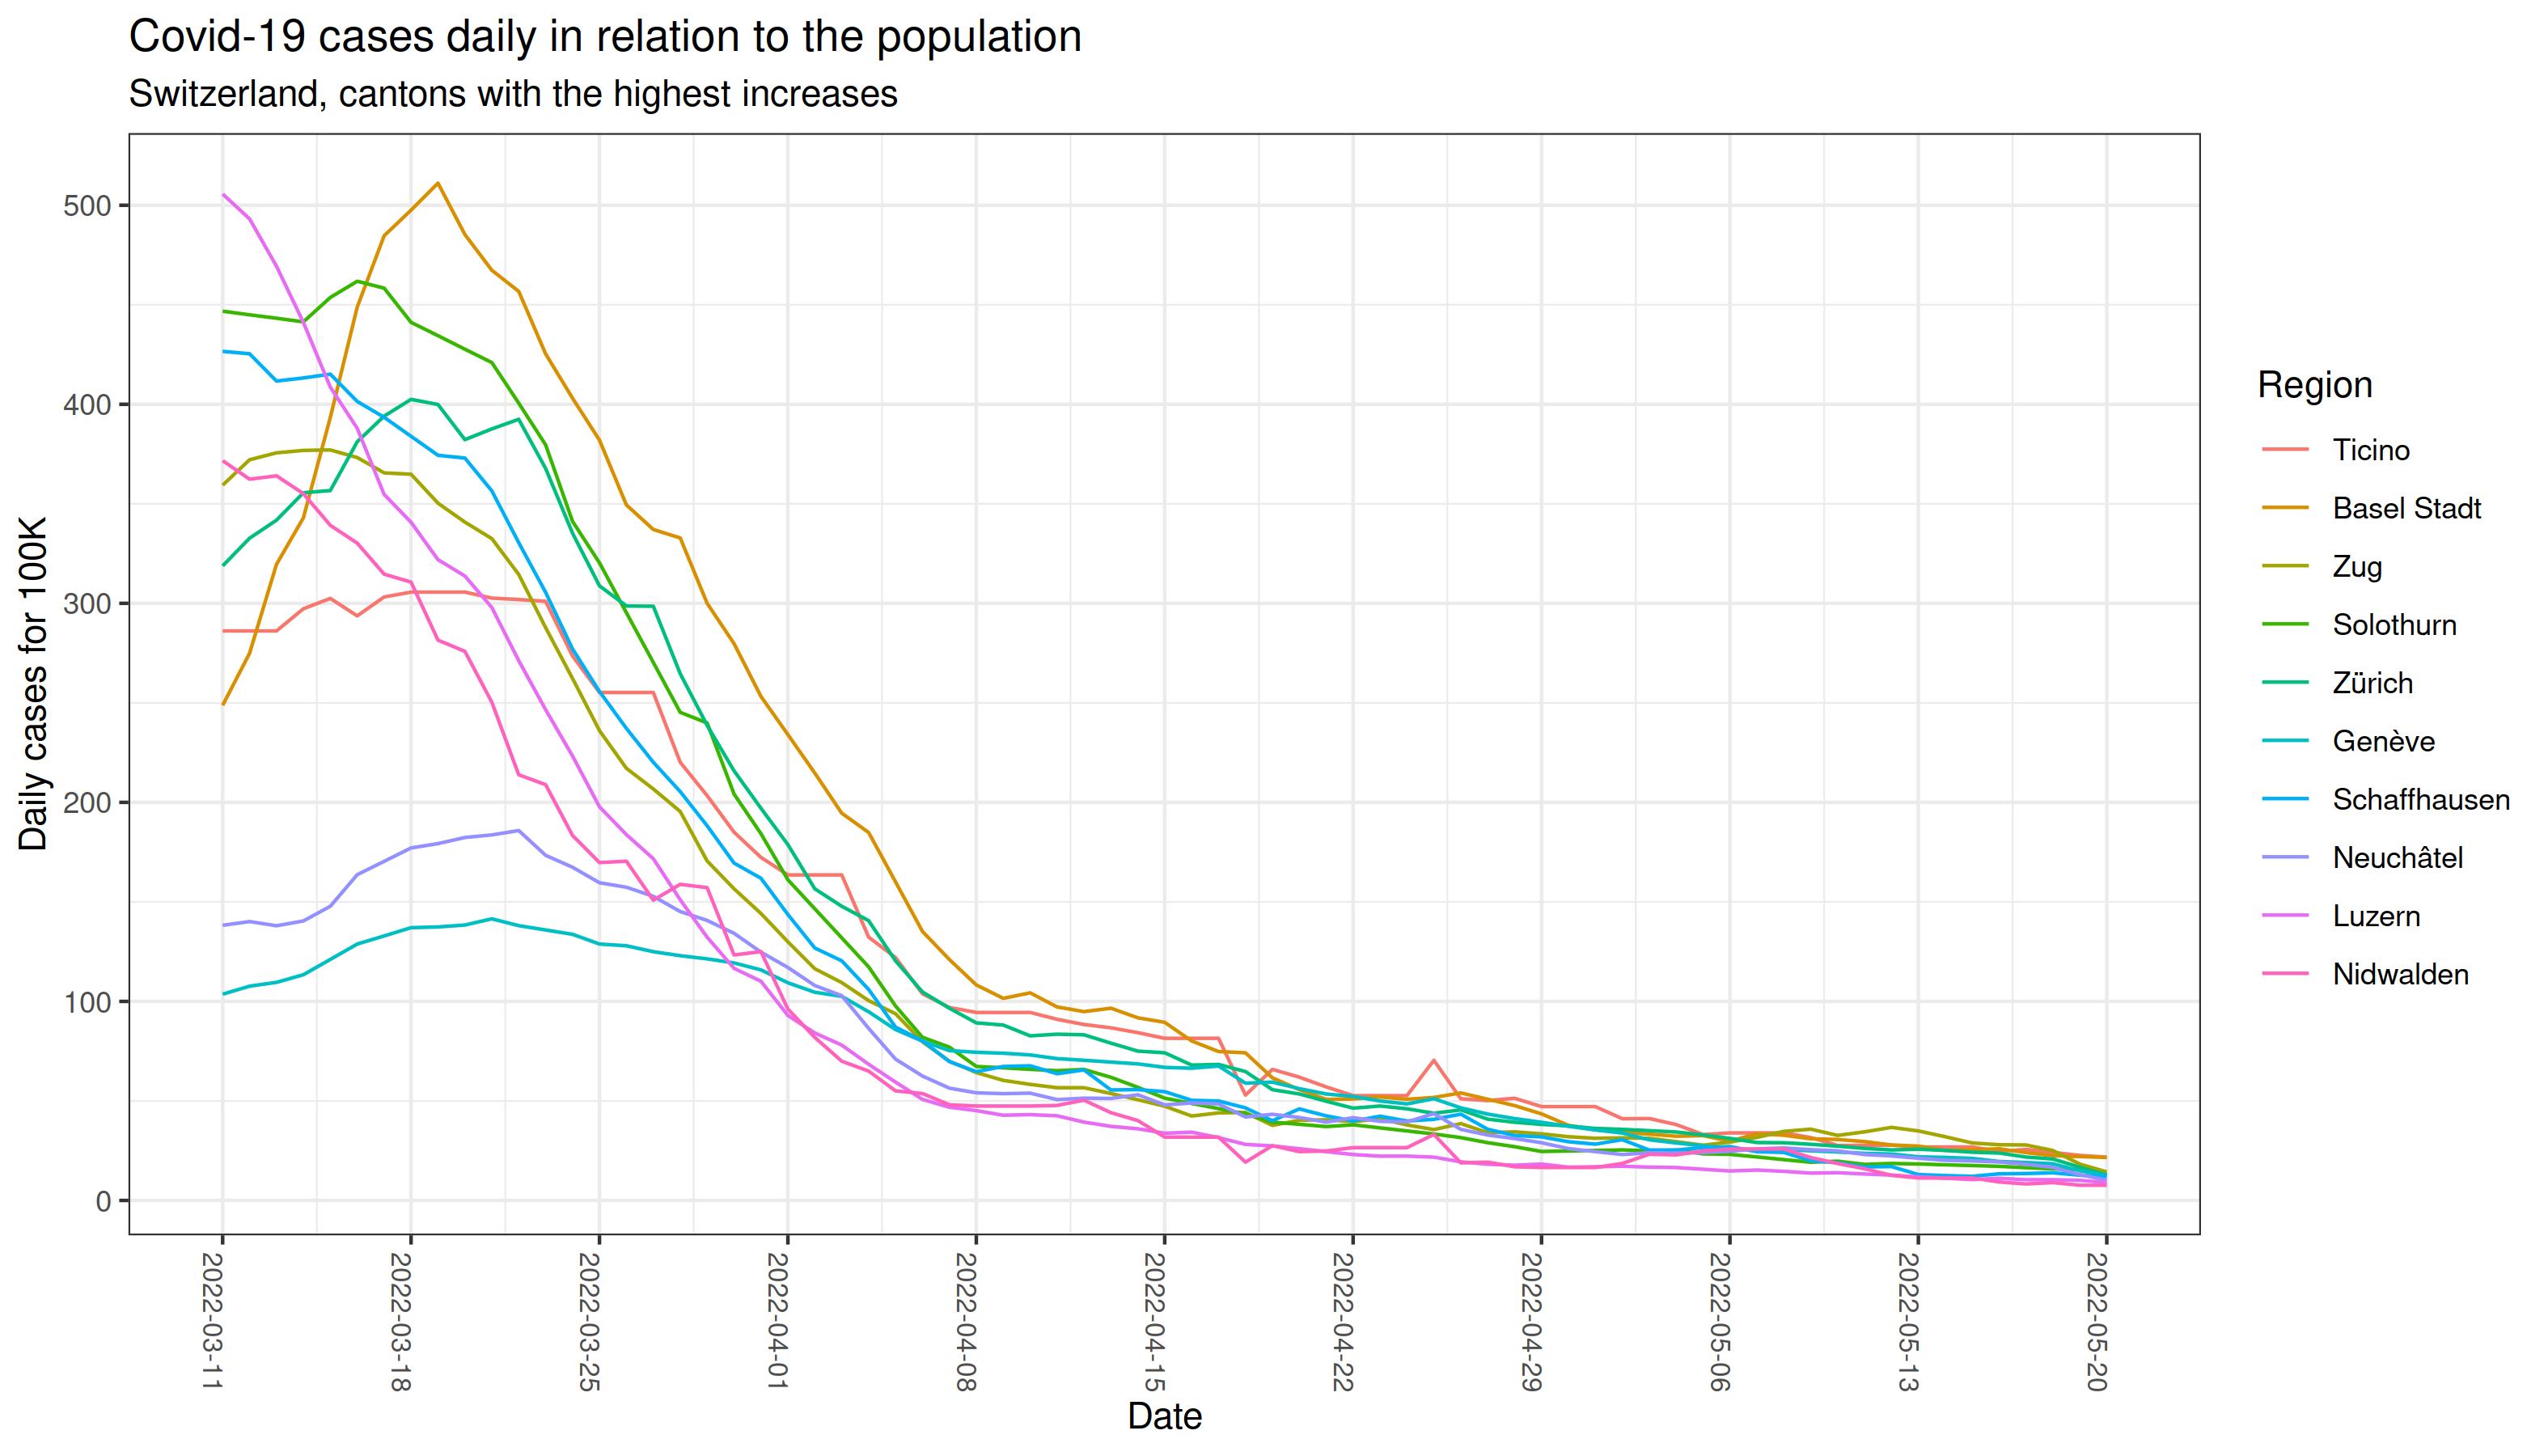 Covid-19 cases daily in relation to the population
Switzerland, cantons with the highest increases
Daily cases for 100K
500
400
300
200
100
0
2022-03-11
2022-03-18
2022-03-25
2022-04-01
2022-04-08
2022-04-15
2022-04-22
2022-04-29
2022-05-06
2022-05-13
2022-05-20
Date
Region
Ticino
Basel Stadt
Zug
Solothurn
Zürich
Genève
Schaffhausen
Neuchâtel
Luzern
Nidwalden